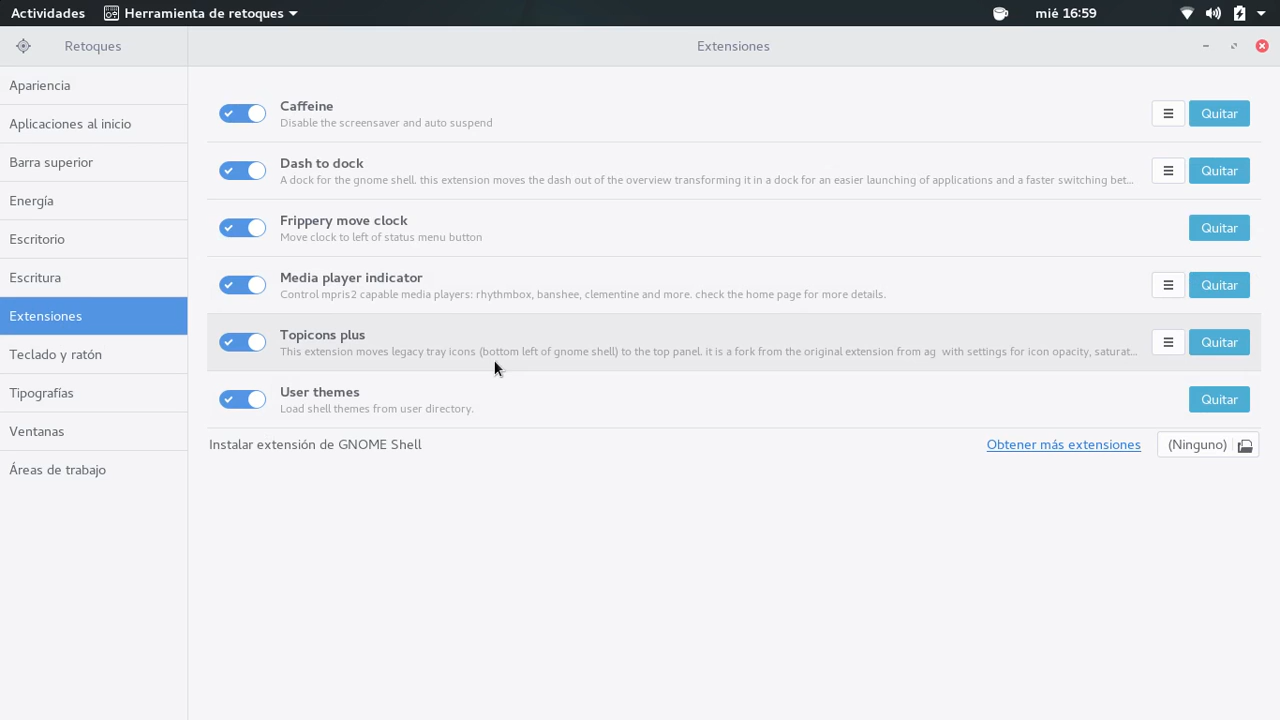 Actividades
Herramienta de retoques
mié 16:59
Retoques
Extensiones
Apariencia
Aplicaciones al inicio
Barra superior
Energía
Escritorio
Escritura
Extensiones
Teclado y ratón
Tipografías
Ventanas
Áreas de trabajo
Caffeine
Disable the screensaver and auto suspend
Quitar
Dash to dock
A dock for the gnome shell. this extension moves the dash out of the overview transforming it in a dock for an easier launching of applications and a faster switching bet...
Quitar
Frippery move clock
Move clock to left of status menu button
Quitar
Media player indicator
Control mpris2 capable media players: rhythmbox, banshee, clementine and more. check the home page for more details.
Quitar
Topicons plus
This extension moves legacy tray icons (bottom left of gnome shell) to the top panel. it is a fork from the original extension from ag  with settings for icon opacity, saturat...
Quitar
User themes
Load shell themes from user directory.
Quitar
Instalar extensión de GNOME Shell
Obtener más extensiones
(Ninguno)